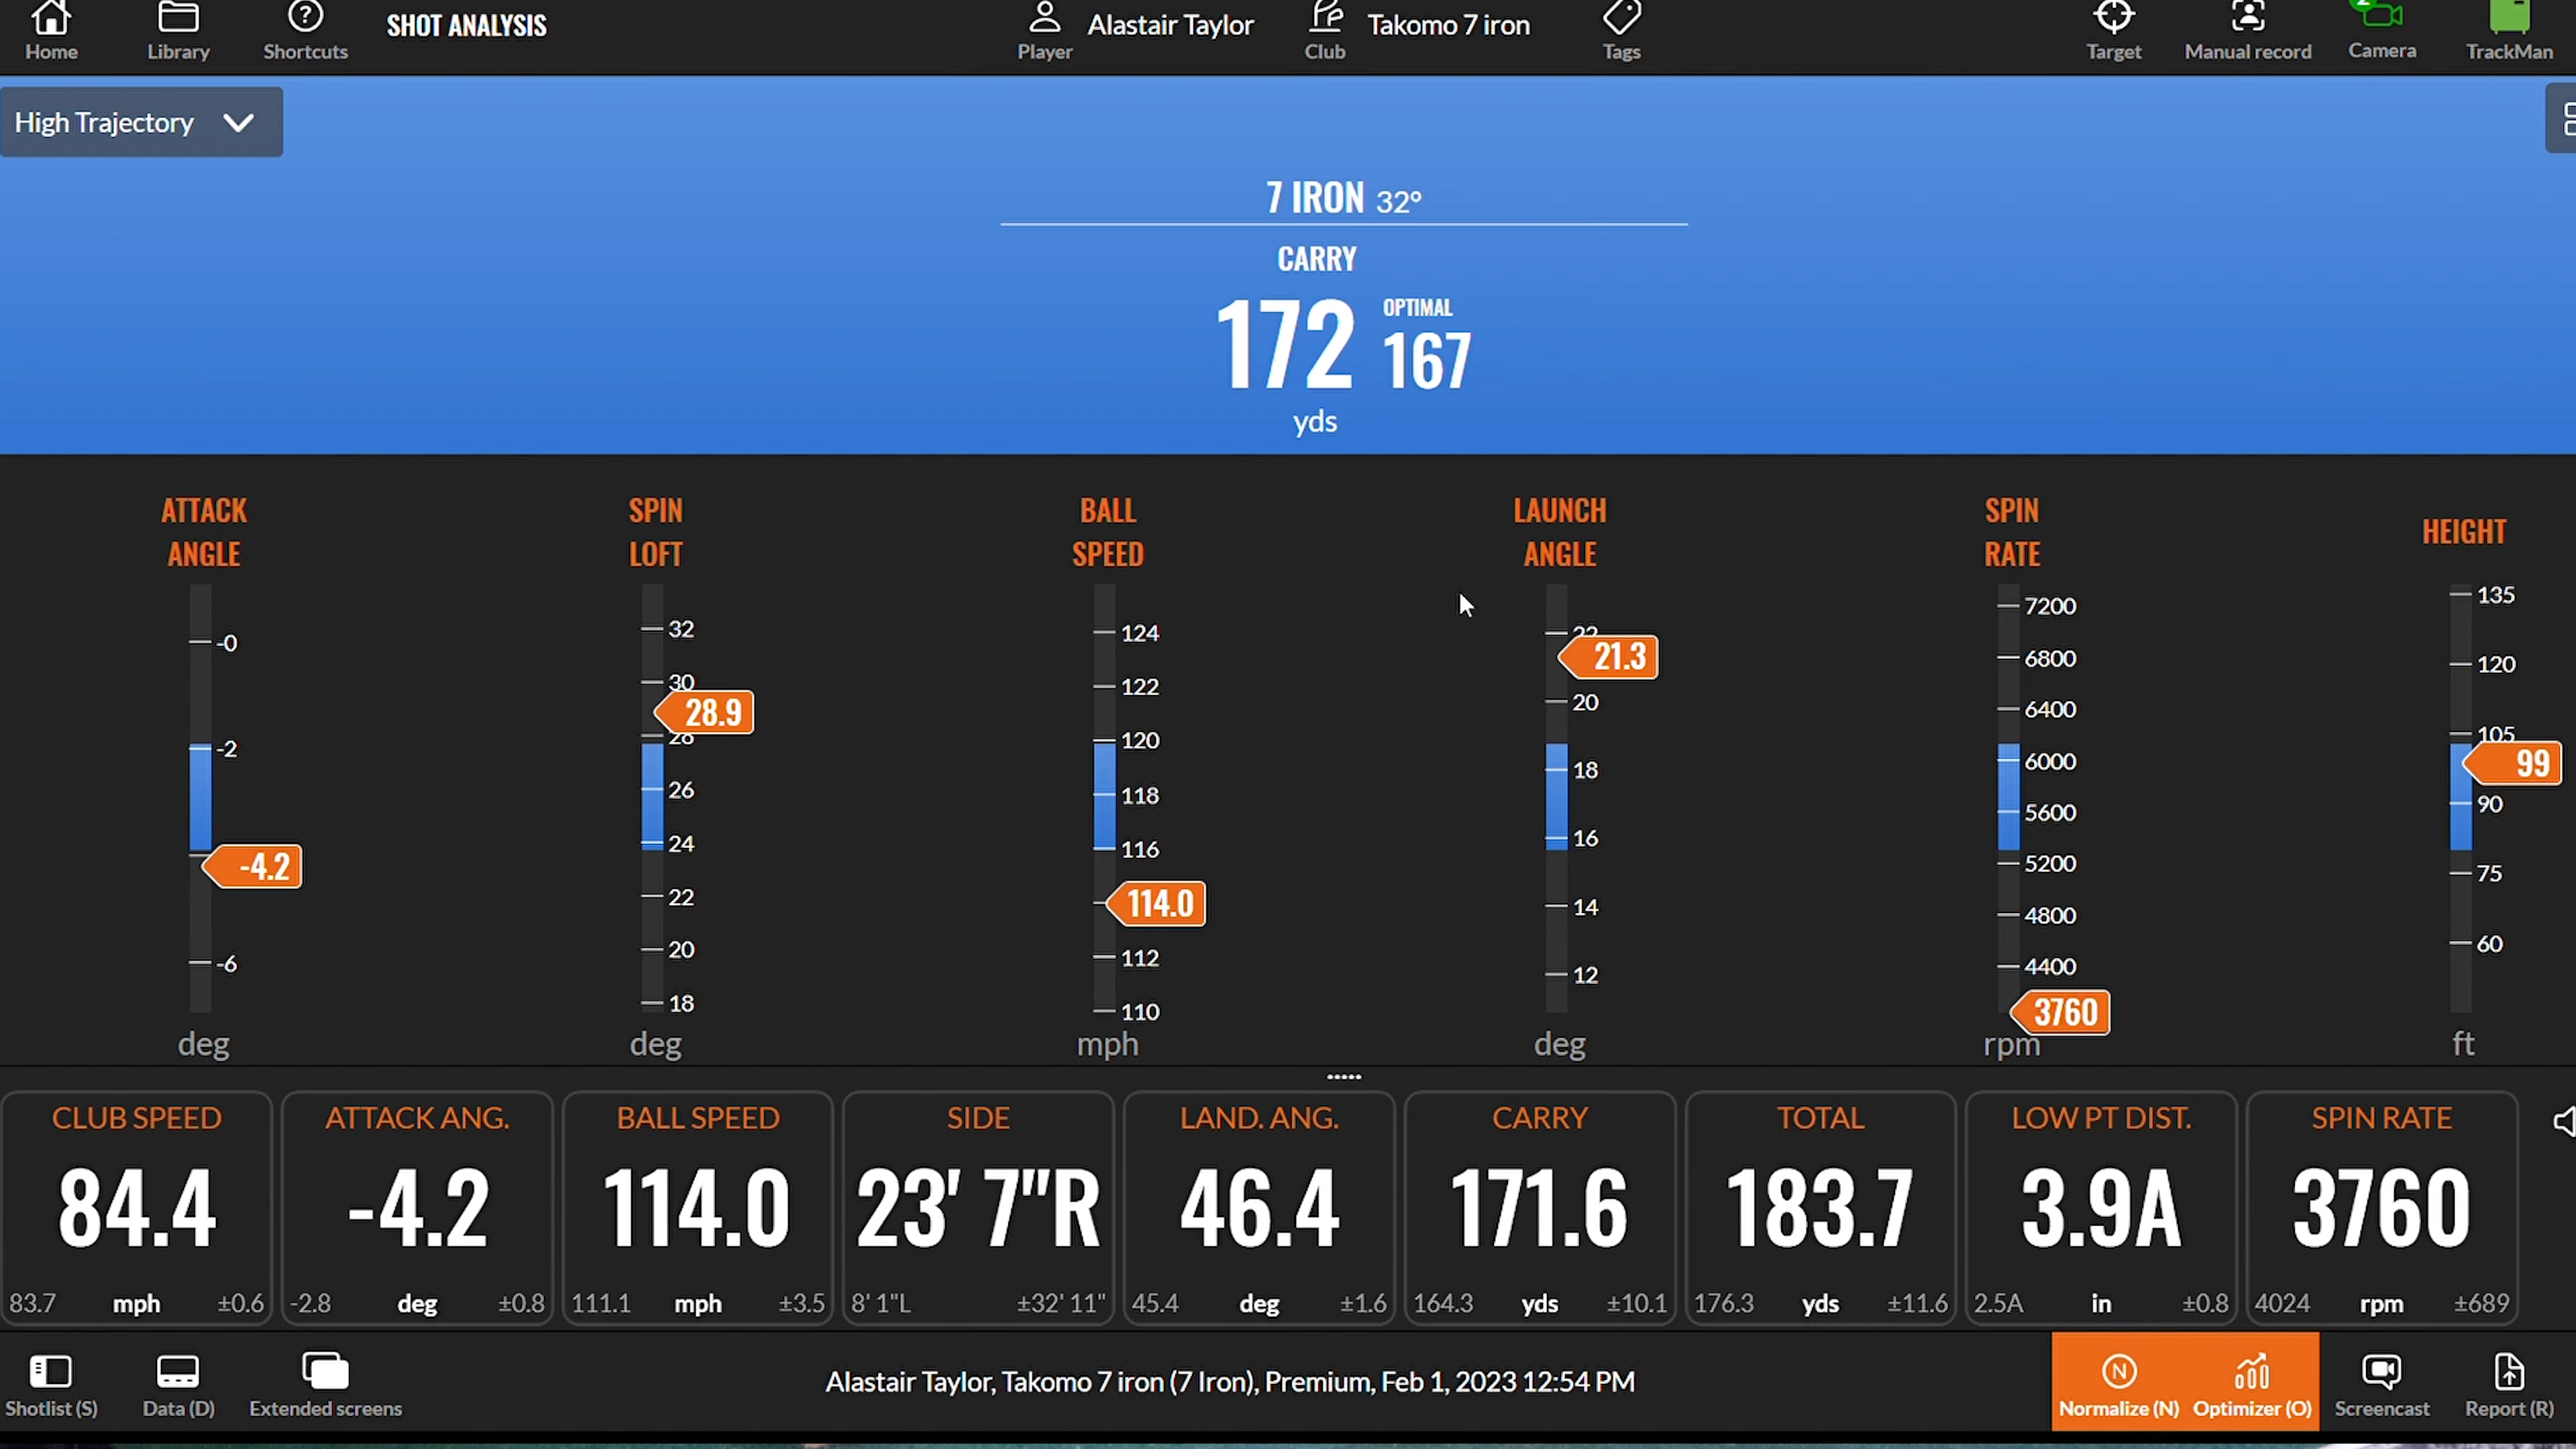 SHOT ANALYSIS
Alastair Taylor
Takomo 7 iron
Home
Library
Shortcuts
Player
Club
Tags
Target
Manual record
Camera
TrackMan
High Trajectory
7 IRON 32º
CARRY
172 OPTIMAL 167
yds
ATTACK ANGLE
-0
-2
-4.2
-6
deg
SPIN LOFT
32
30
28.9
28
26
24
22
20
18
deg
BALL SPEED
124
122
120
118
116
114.0
112
110
mph
LAUNCH ANGLE
22
21.3
20
18
16
14
12
deg
SPIN RATE
7200
6800
6400
6000
5600
5200
4800
4400
3760
rpm
HEIGHT
135
120
105
99
90
75
60
ft
CLUB SPEED
84.4
83.7 mph ±0.6
ATTACK ANG.
-4.2
-2.8 deg ±0.8
BALL SPEED
114.0
111.1 mph ±3.5
SIDE
23' 7"R
8' 1"L ±32' 11"
LAND. ANG.
46.4
45.4 deg ±1.6
CARRY
171.6
164.3 yds ±10.1
TOTAL
183.7
176.3 yds ±11.6
LOW PT DIST.
3.9A
2.5A in ±0.8
SPIN RATE
3760
4024 rpm ±689
Shotlist (S)
Data (D)
Extended screens
Alastair Taylor, Takomo 7 iron (7 Iron), Premium, Feb 1, 2023 12:54 PM
N
Normalize (N)
Optimizer (O)
Screencast
Report (R)